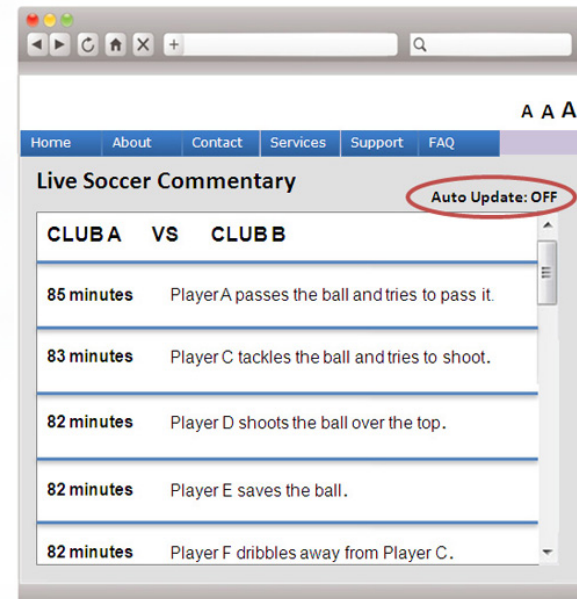 A A A
Home About Contact Services Support FAQ
Live Soccer Commentary
Auto Update: OFF
CLUB A VS CLUB B
85 minutes Player A passes the ball and tries to pass it.
83 minutes Player C tackles the ball and tries to shoot.
82 minutes Player D shoots the ball over the top.
82 minutes Player E saves the ball.
82 minutes Player F dribbles away from Player C.